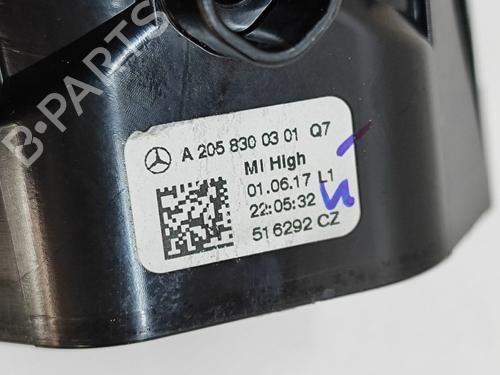 B-PARTS
A 205 830 03 01 Q7
MI High
01.06.17 L1
22:05:32
516292 CZ